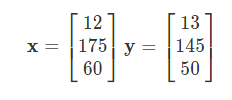 x = [12 175 60] y = [13 145 50]